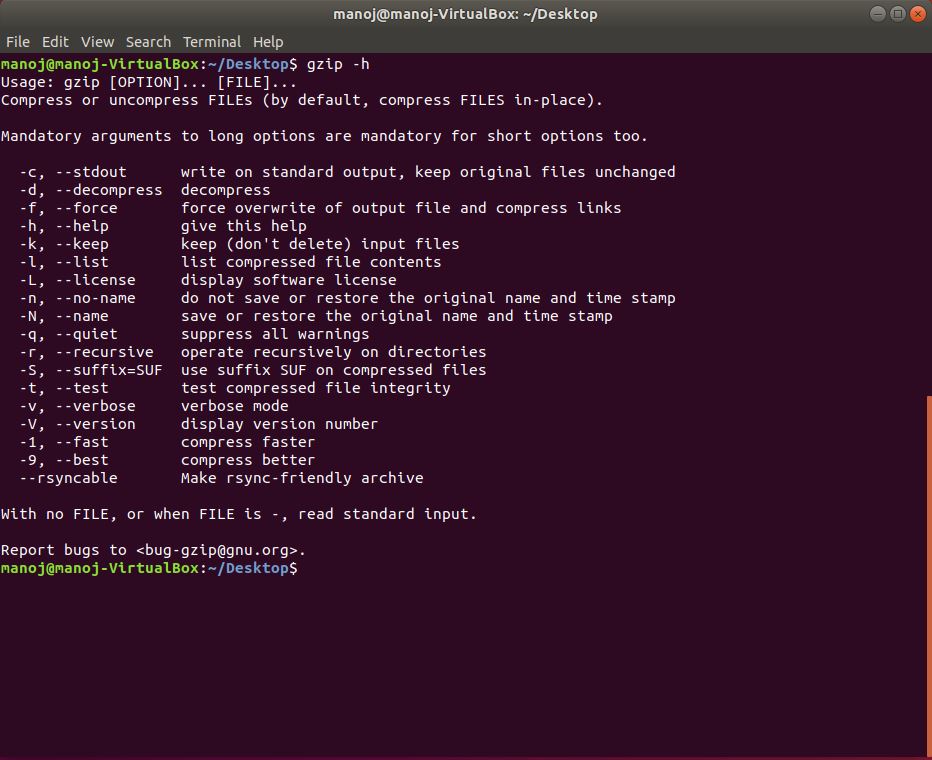 manoj@manoj-VirtualBox: ~/Desktop
File Edit View Search Terminal Help
manoj@manoj-VirtualBox:~/Desktop$ gzip -h
Usage: gzip [OPTION]... [FILE]...
Compress or uncompress FILEs (by default, compress FILES in-place).

Mandatory arguments to long options are mandatory for short options too.

  -c, --stdout      write on standard output, keep original files unchanged
  -d, --decompress  decompress
  -f, --force       force overwrite of output file and compress links
  -h, --help        give this help
  -k, --keep        keep (don't delete) input files
  -l, --list        list compressed file contents
  -L, --license     display software license
  -n, --no-name     do not save or restore the original name and time stamp
  -N, --name        save or restore the original name and time stamp
  -q, --quiet       suppress all warnings
  -r, --recursive   operate recursively on directories
  -S, --suffix=SUF  use suffix SUF on compressed files
  -t, --test        test compressed file integrity
  -v, --verbose     verbose mode
  -V, --version     display version number
  -1, --fast        compress faster
  -9, --best        compress better
  --rsyncable       Make rsync-friendly archive

With no FILE, or when FILE is -, read standard input.

Report bugs to <bug-gzip@gnu.org>.
manoj@manoj-VirtualBox:~/Desktop$